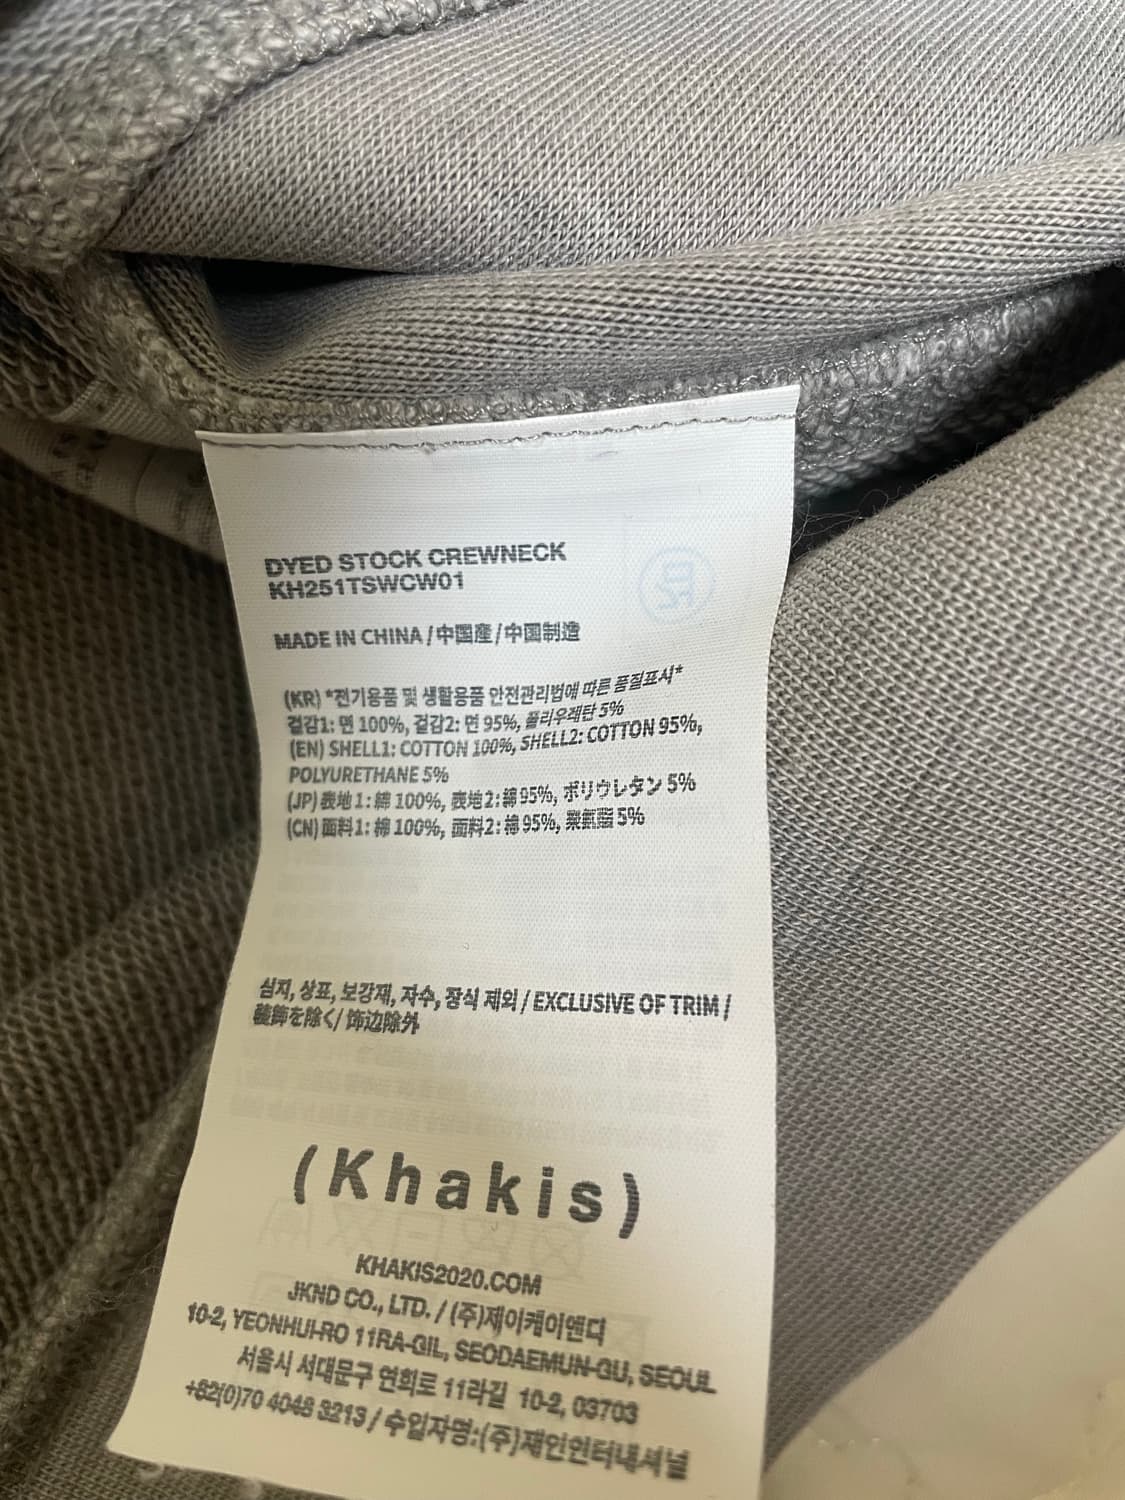 DYED STOCK CREWNECK
KH251TSWCW01
MADE IN CHINA / 中国産 / 中国制造
(KR) *전기용품 및 생활용품 안전관리법에 따른 품질표시*
겉감1: 면 100%, 겉감2: 면 95%, 폴리우레탄 5%
(EN) SHELL1: COTTON 100%, SHELL2: COTTON 95%,
POLYURETHANE 5%
(JP) 表地1: 綿 100%, 表地2: 綿 95%, ポリウレタン 5%
(CN) 面料1: 棉 100%, 面料2: 棉 95%, 聚氨酯 5%
심지, 상표, 보강재, 자수, 장식 제외 / EXCLUSIVE OF TRIM /
装飾を除く / 饰边除外
(Khakis)
KHAKIS2020.COM
JKND CO., LTD. / (주)제이케이앤디
10-2, YEONHUI-RO 11RA-GIL, SEODAEMUN-GU, SEOUL
서울시 서대문구 연희로 11라길 10-2, 03703
+82(0)70 4048 3213 / 수입자명:(주)재인인터내셔널